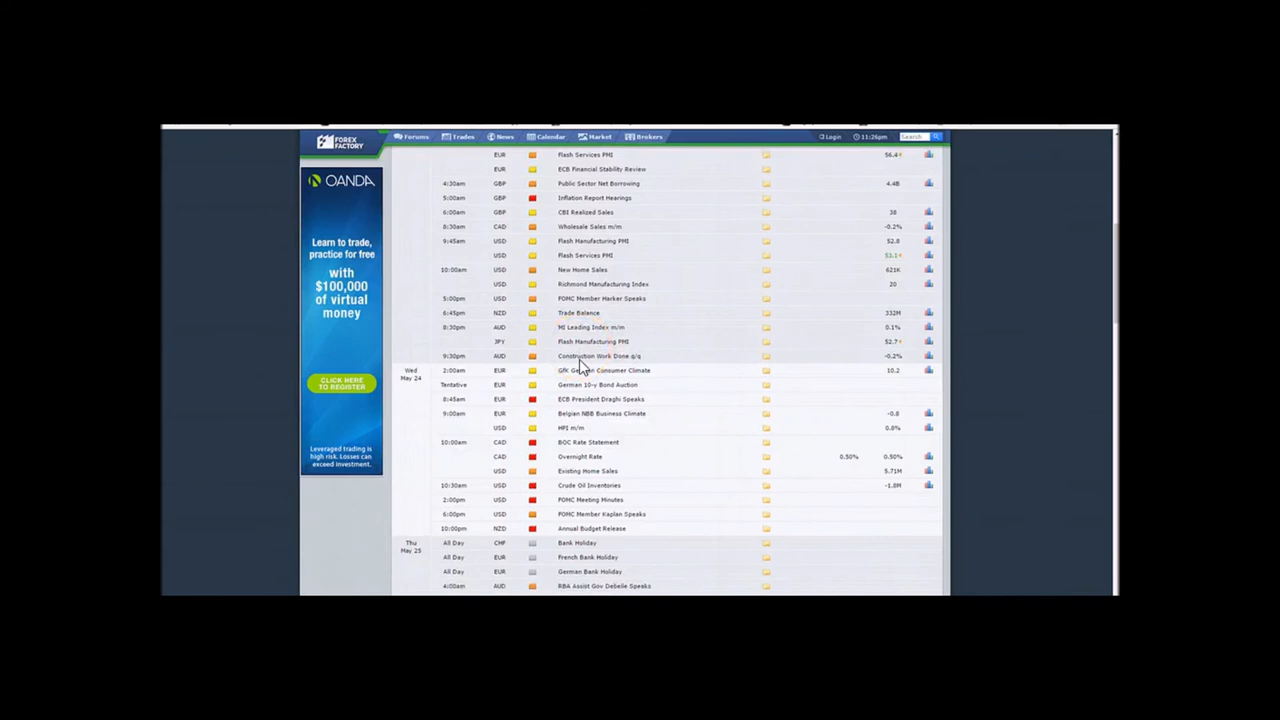 FOREX FACTORY
Forums Trades News Calendar Market Brokers Login 11:26pm Search
OANDA
Learn to trade,
practice for free
with
$100,000
of virtual
money
CLICK HERE
TO REGISTER
Leveraged trading is
high risk. Losses can
exceed investment.
EUR Flash Services PMI 56.4
EUR ECB Financial Stability Review
4:30am GBP Public Sector Net Borrowing 4.4B
5:00am GBP Inflation Report Hearings
6:00am GBP CBI Realized Sales 38
8:30am CAD Wholesale Sales m/m -0.2%
9:45am USD Flash Manufacturing PMI 52.8
USD Flash Services PMI 53.1
10:00am USD New Home Sales 621K
USD Richmond Manufacturing Index 20
5:00pm USD FOMC Member Harker Speaks
6:45pm NZD Trade Balance 332M
8:30pm AUD MI Leading Index m/m 0.1%
JPY Flash Manufacturing PMI 52.7
9:30pm AUD Construction Work Done q/q -0.2%
Wed May 24 2:00am EUR GfK German Consumer Climate 10.2
Tentative EUR German 10-y Bond Auction
8:45am EUR ECB President Draghi Speaks
9:00am EUR Belgian NBB Business Climate -0.8
USD HPI m/m 0.8%
10:00am CAD BOC Rate Statement
CAD Overnight Rate 0.50% 0.50%
USD Existing Home Sales 5.71M
10:30am USD Crude Oil Inventories -1.8M
2:00pm USD FOMC Meeting Minutes
6:00pm USD FOMC Member Kaplan Speaks
10:00pm NZD Annual Budget Release
Thu May 25 All Day CHF Bank Holiday
All Day EUR French Bank Holiday
All Day EUR German Bank Holiday
4:00am AUD RBA Assist Gov Debelle Speaks